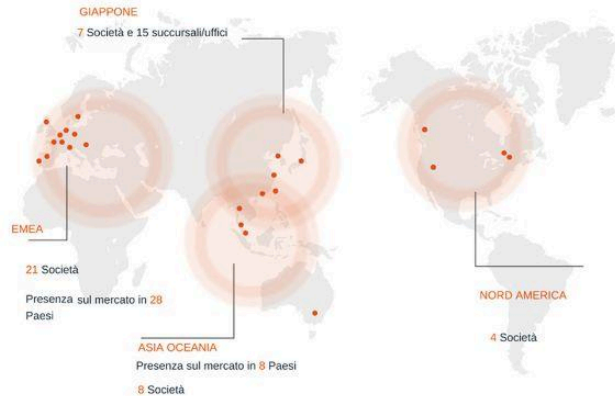 GIAPPONE
7 Società e 15 succursali/uffici
EMEA
21 Società
Presenza sul mercato in 28
Paesi
ASIA OCEANIA
Presenza sul mercato in 8 Paesi
8 Società
NORD AMERICA
4 Società